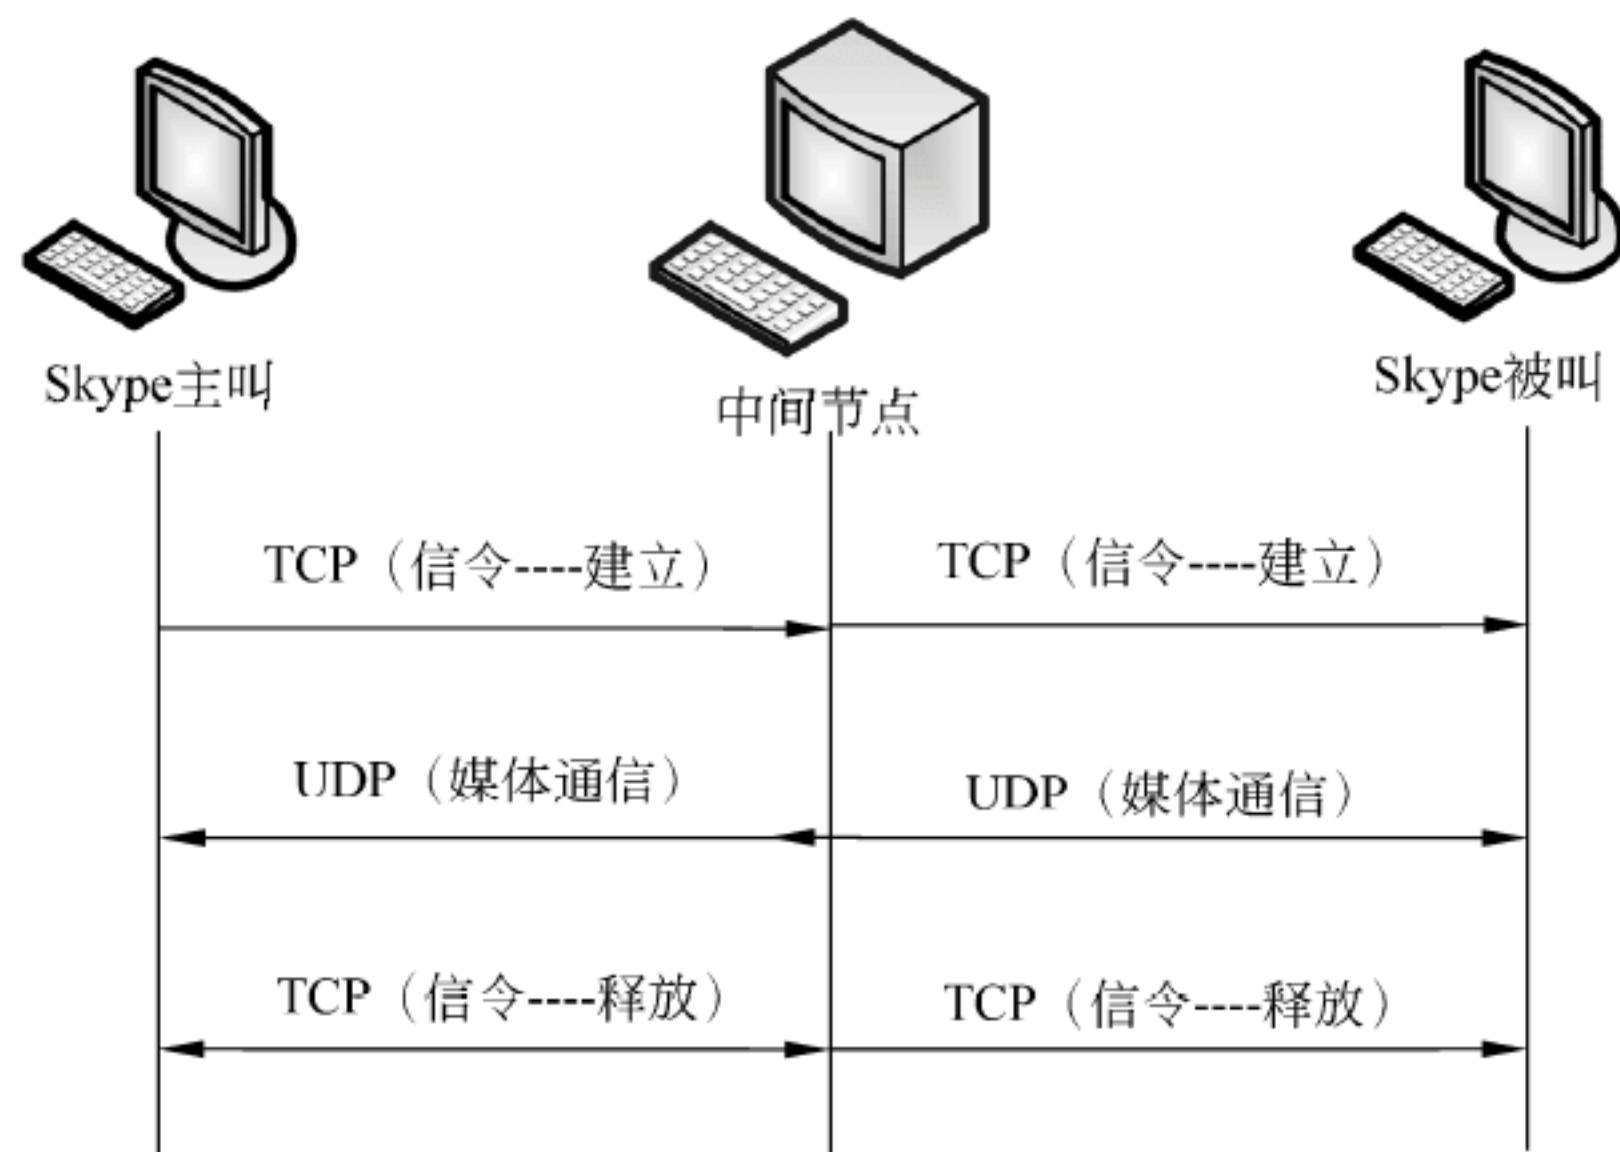 Skype主叫
中间节点
Skype被叫
TCP（信令----建立）
TCP（信令----建立）
UDP（媒体通信）
UDP（媒体通信）
TCP（信令----释放）
TCP（信令----释放）